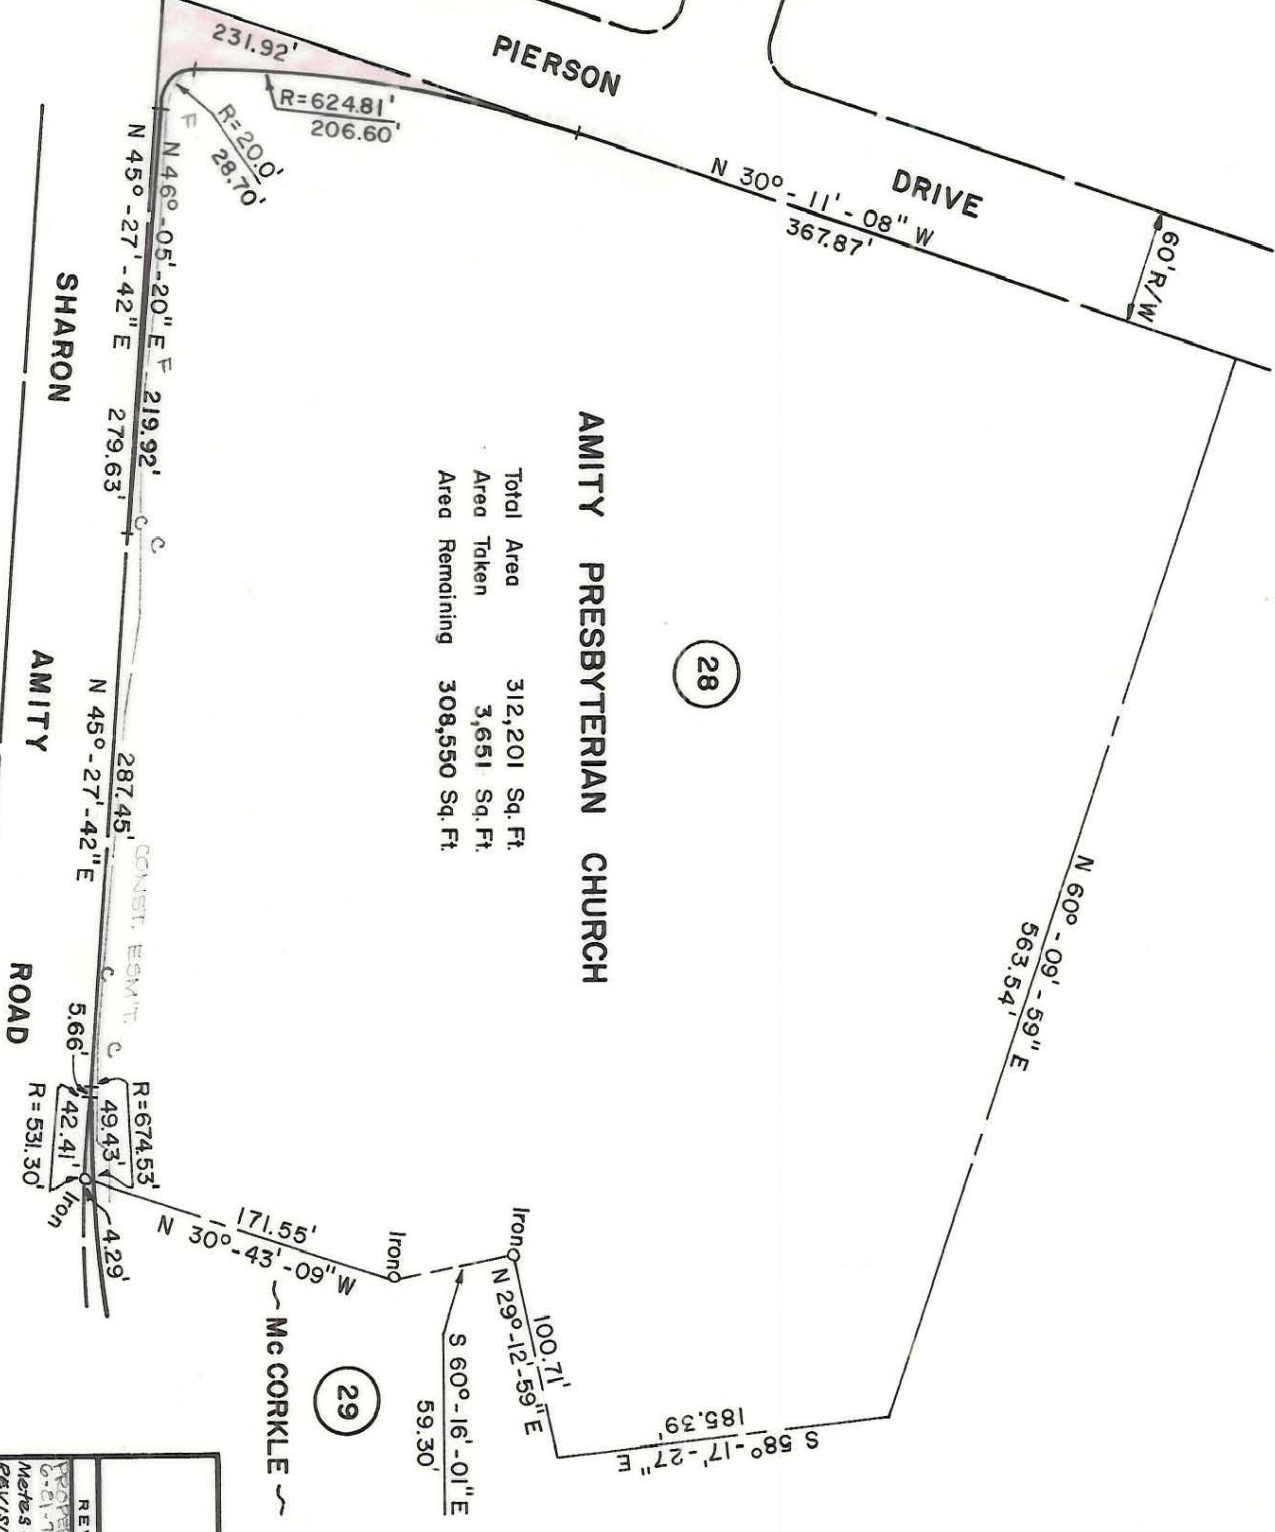 PIERSON
DRIVE
60' R/W
231.92'
R=624.81'
206.60'
R=20.0'
28.70'
N 30° - 11' - 08" W
367.87'
F
N 46° - 05' - 20" E
F
219.92'
C
C
N 45° - 27' - 42" E
279.63'
SHARON
AMITY
ROAD
AMITY PRESBYTERIAN CHURCH
28
Total Area 312,201 Sq. Ft.
Area Taken 3,651 Sq. Ft.
Area Remaining 308,550 Sq. Ft.
N 60° - 09' - 59" E
563.54'
287.45'
N 45° - 27' - 42" E
CONST. ESM'T.
C
C
5.66'
R=674.53'
49.43'
42.41'
R=531.30'
Iron
4.29'
171.55'
N 30° - 43' - 09" W
Iron
Iron
S 60° - 16' - 01" E
59.30'
100.71'
N 29° - 12' - 59" E
185.39'
S 58° - 17' - 27" E
~ McCORKLE ~
29
Metes